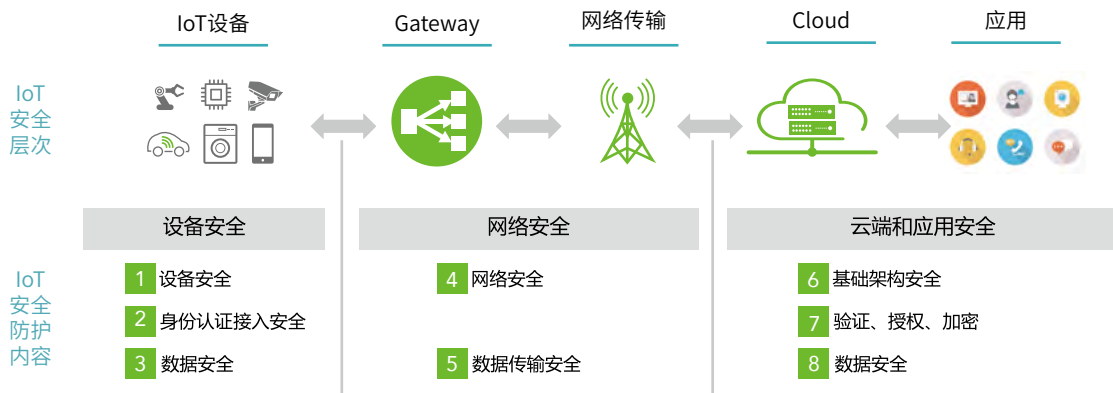 IoT设备
Gateway
网络传输
Cloud
应用
IoT
安全
层次
设备安全
网络安全
云端和应用安全
IoT
安全
防护
内容
1 设备安全
2 身份认证接入安全
3 数据安全
4 网络安全
5 数据传输安全
6 基础架构安全
7 验证、授权、加密
8 数据安全